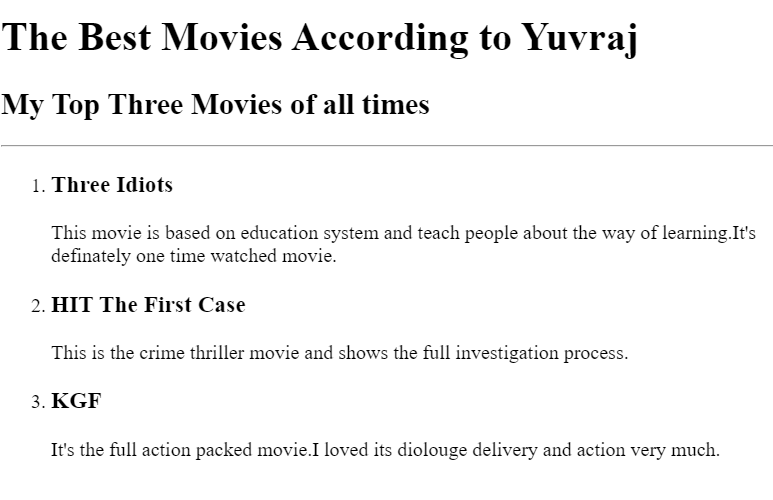 The Best Movies According to Yuvraj
My Top Three Movies of all times
1. Three Idiots
This movie is based on education system and teach people about the way of learning.It's
definately one time watched movie.
2. HIT The First Case
This is the crime thriller movie and shows the full investigation process.
3. KGF
It's the full action packed movie.I loved its diolouge delivery and action very much.